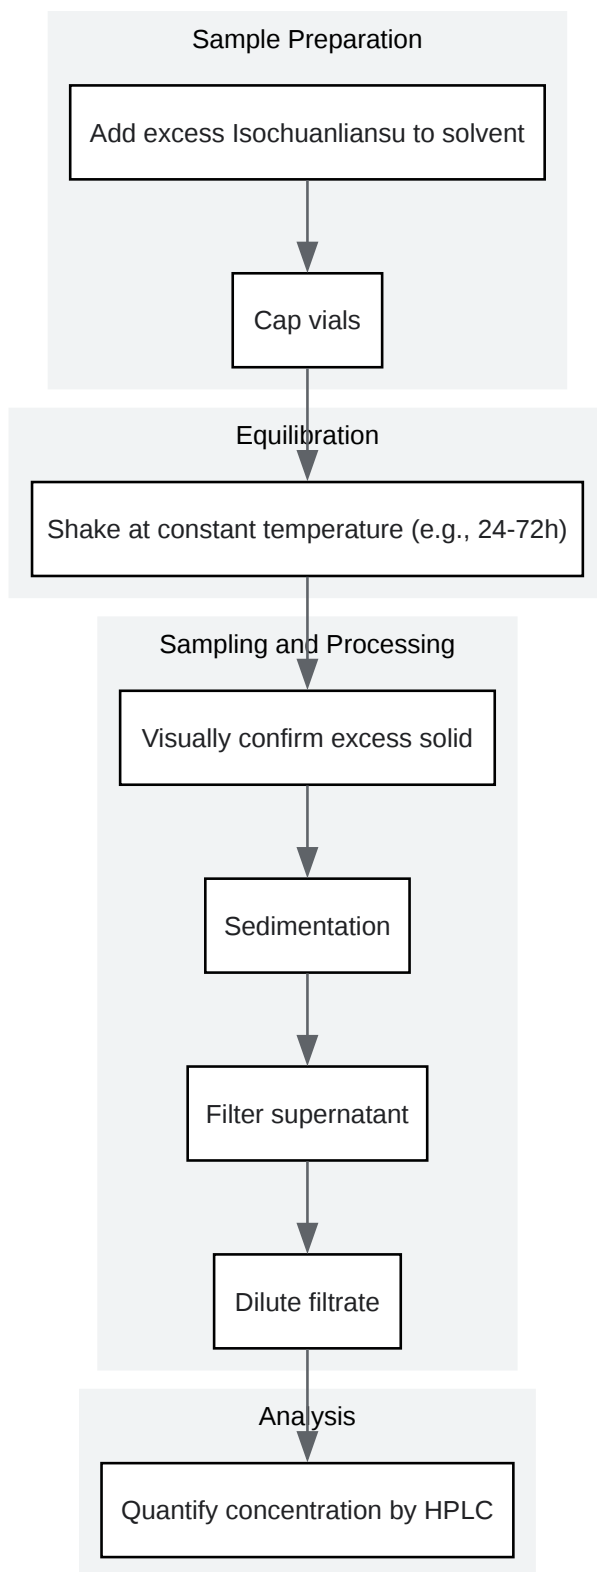 Sample Preparation
Add excess Isochuanliansu to solvent
Cap vials
Equilibration
Shake at constant temperature (e.g., 24-72h)
Sampling and Processing
Visually confirm excess solid
Sedimentation
Filter supernatant
Dilute filtrate
Analysis
Quantify concentration by HPLC